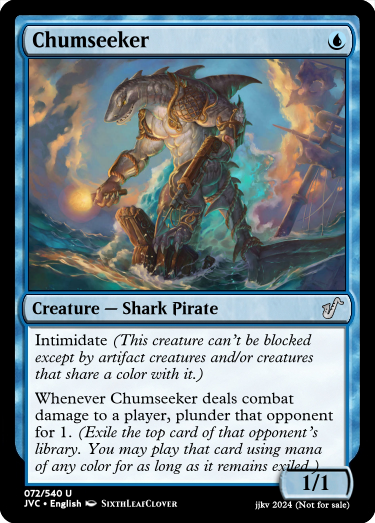 Chumseeker
Creature — Shark Pirate
Intimidate (This creature can't be blocked
except by artifact creatures and/or creatures
that share a color with it.)
Whenever Chumseeker deals combat
damage to a player, plunder that opponent
for 1. (Exile the top card of that opponent's
library. You may play that card using mana
of any color for as long as it remains exiled.)
1/1
072/540 U
JVC • English SixthLeafClover
jjkv 2024 (Not for sale)